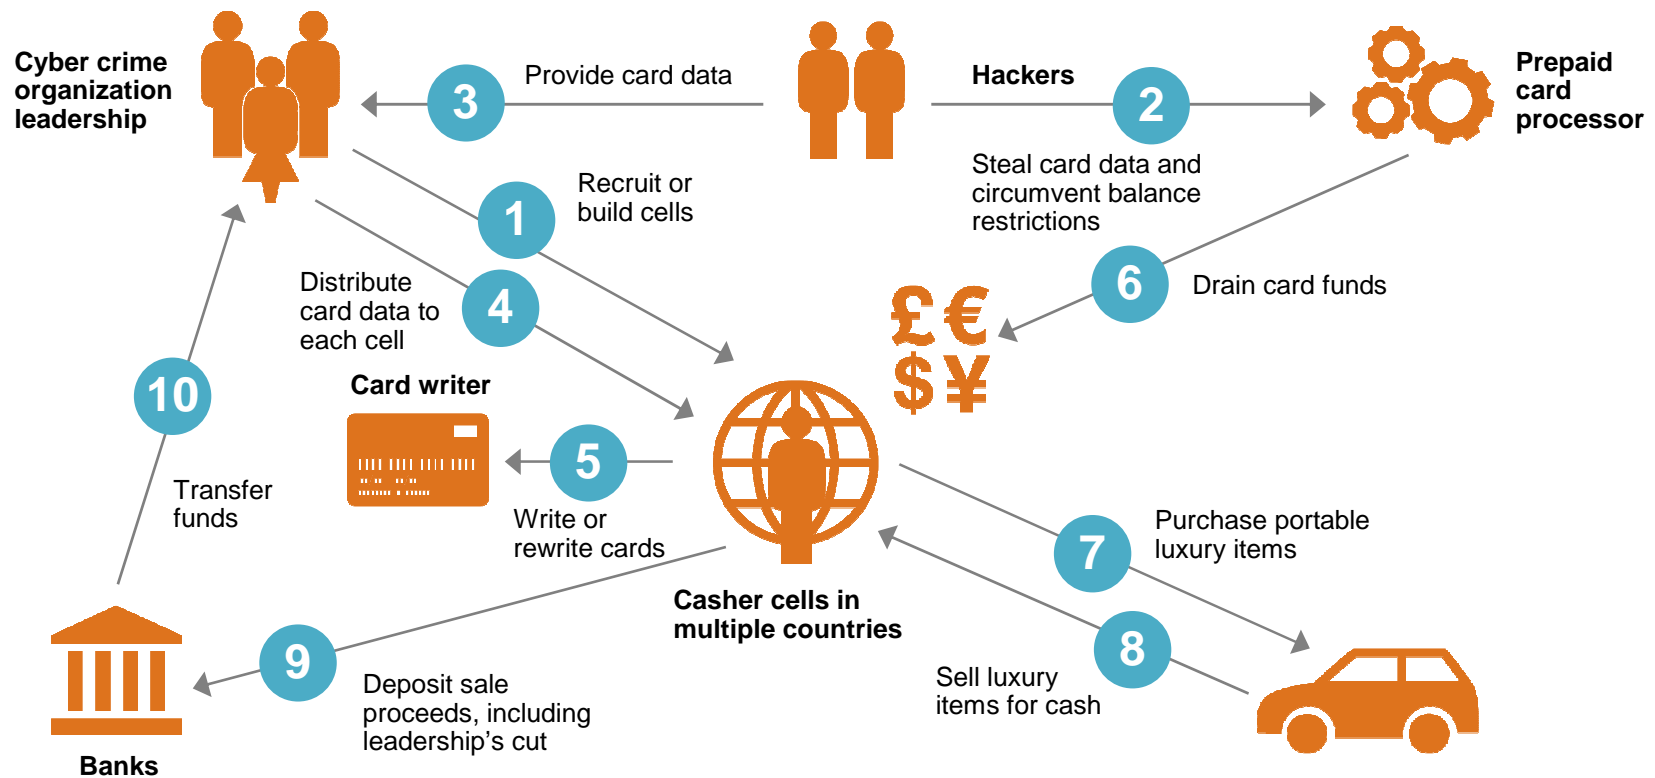 Cyber crime
organization
leadership
3
Provide card data
Hackers
2
Steal card data and
circumvent balance
restrictions
Prepaid
card
processor
1
Recruit or
build cells
Distribute
card data to
each cell
4
6
Drain card funds
£€
$¥
10
Transfer
funds
Card writer
5
Write or
rewrite cards
Casher cells in
multiple countries
7
Purchase portable
luxury items
8
Sell luxury
items for cash
9
Deposit sale
proceeds, including
leadership's cut
Banks